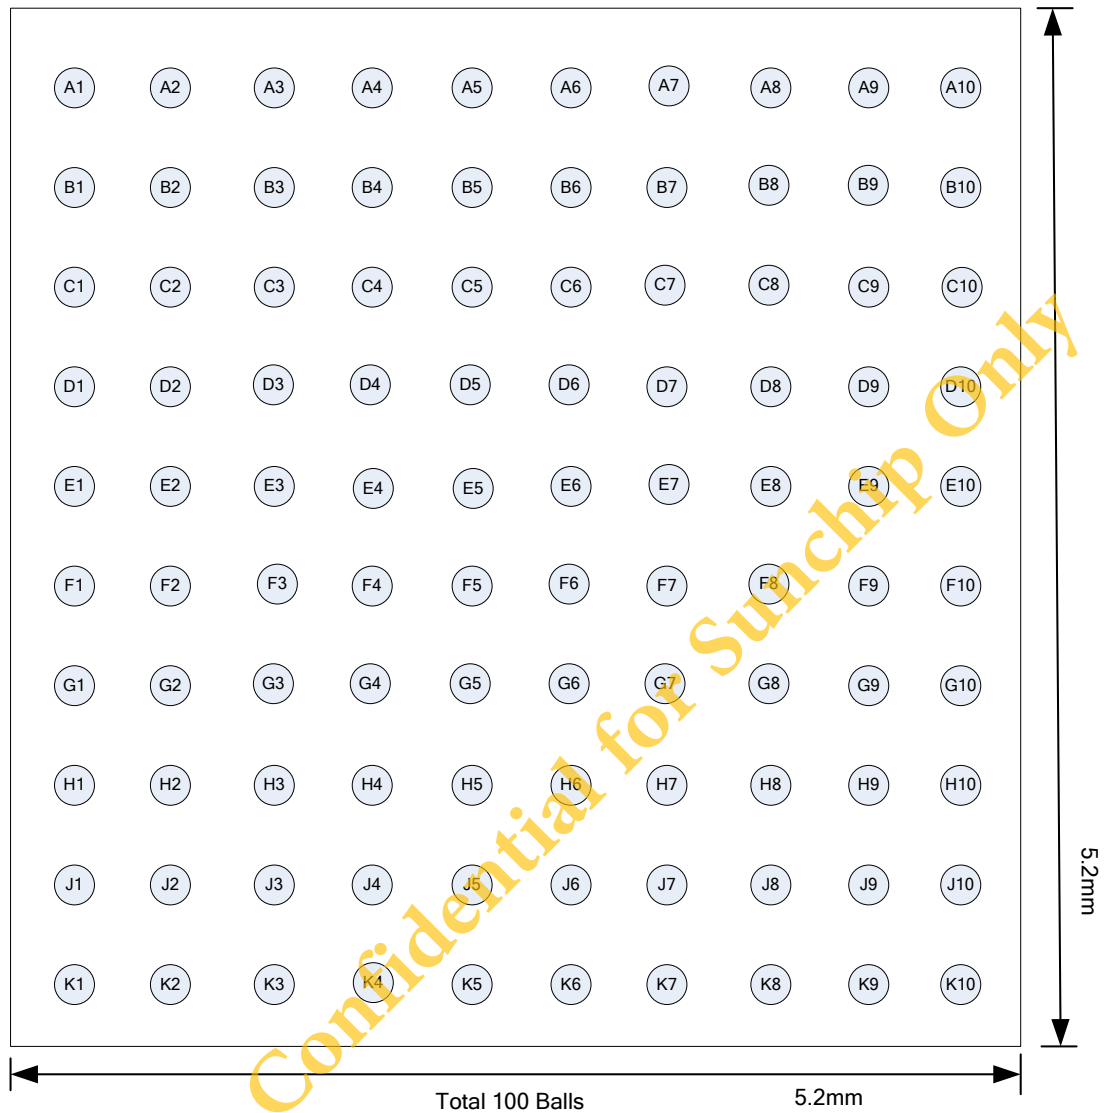 A1 A2 A3 A4 A5 A6 A7 A8 A9 A10
B1 B2 B3 B4 B5 B6 B7 B8 B9 B10
C1 C2 C3 C4 C5 C6 C7 C8 C9 C10
D1 D2 D3 D4 D5 D6 D7 D8 D9 D10
E1 E2 E3 E4 E5 E6 E7 E8 E9 E10
F1 F2 F3 F4 F5 F6 F7 F8 F9 F10
G1 G2 G3 G4 G5 G6 G7 G8 G9 G10
H1 H2 H3 H4 H5 H6 H7 H8 H9 H10
J1 J2 J3 J4 J5 J6 J7 J8 J9 J10
K1 K2 K3 K4 K5 K6 K7 K8 K9 K10
5.2mm
Total 100 Balls
5.2mm
Confidential for Sunchip Only